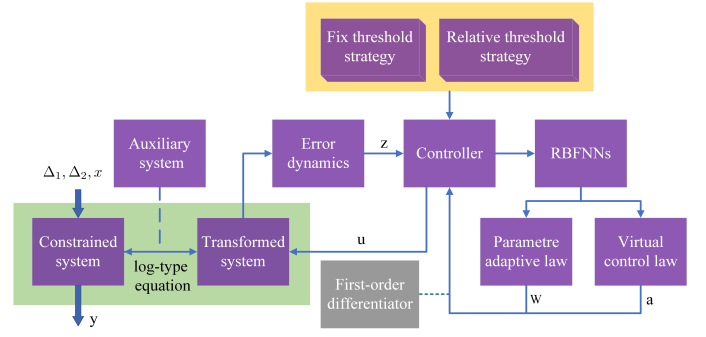 Fix threshold
strategy
Relative threshold
strategy
Auxiliary
system
Error
dynamics
z
Controller
RBFNNs
Δ₁, Δ₂, x
Constrained
system
log-type
equation
Transformed
system
u
Parametre
adaptive law
Virtual
control law
First-order
differentiator
W
a
y